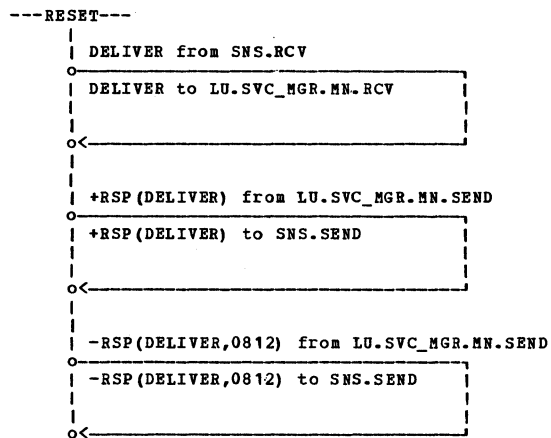 ---RESET---
DELIVER from SNS.RCV
DELIVER to LU.SVC_MGR.MN.RCV
+RSP(DELIVER) from LU.SVC_MGR.MN.SEND
+RSP(DELIVER) to SNS.SEND
-RSP(DELIVER,0812) from LU.SVC_MGR.MN.SEND
-RSP(DELIVER,0812) to SNS.SEND